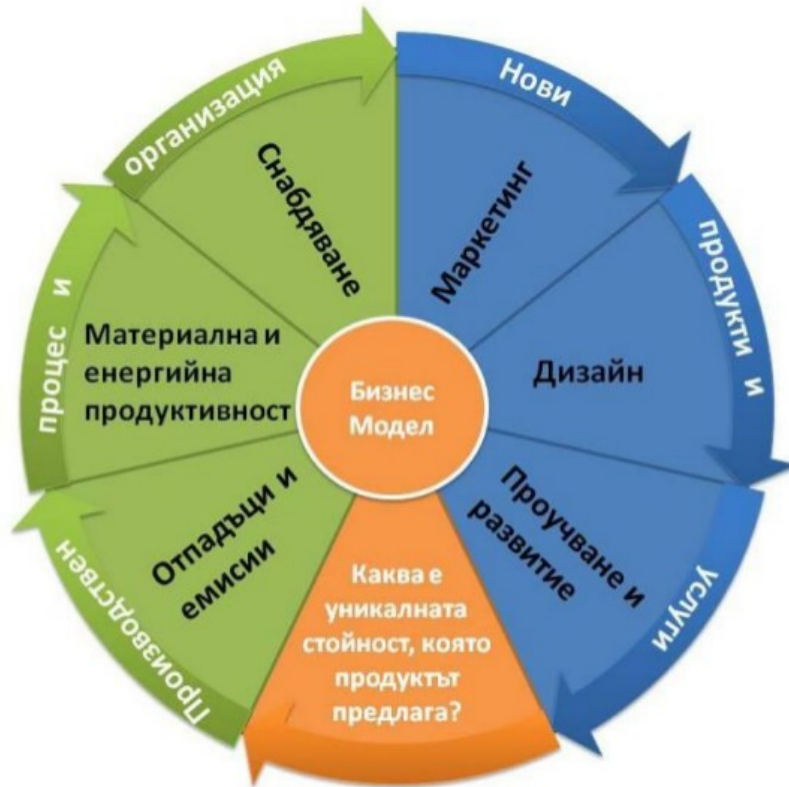 Нови
продукти и
услуги
Производствен
процес и
организация
Маркетинг
Дизайн
Проучване и
развитие
Каква е
уникалната
стойност, която
продуктът
предлага?
Отпадъци и
емисии
Материална и
енергийна
продуктивност
Снабдяване
Бизнес
Модел